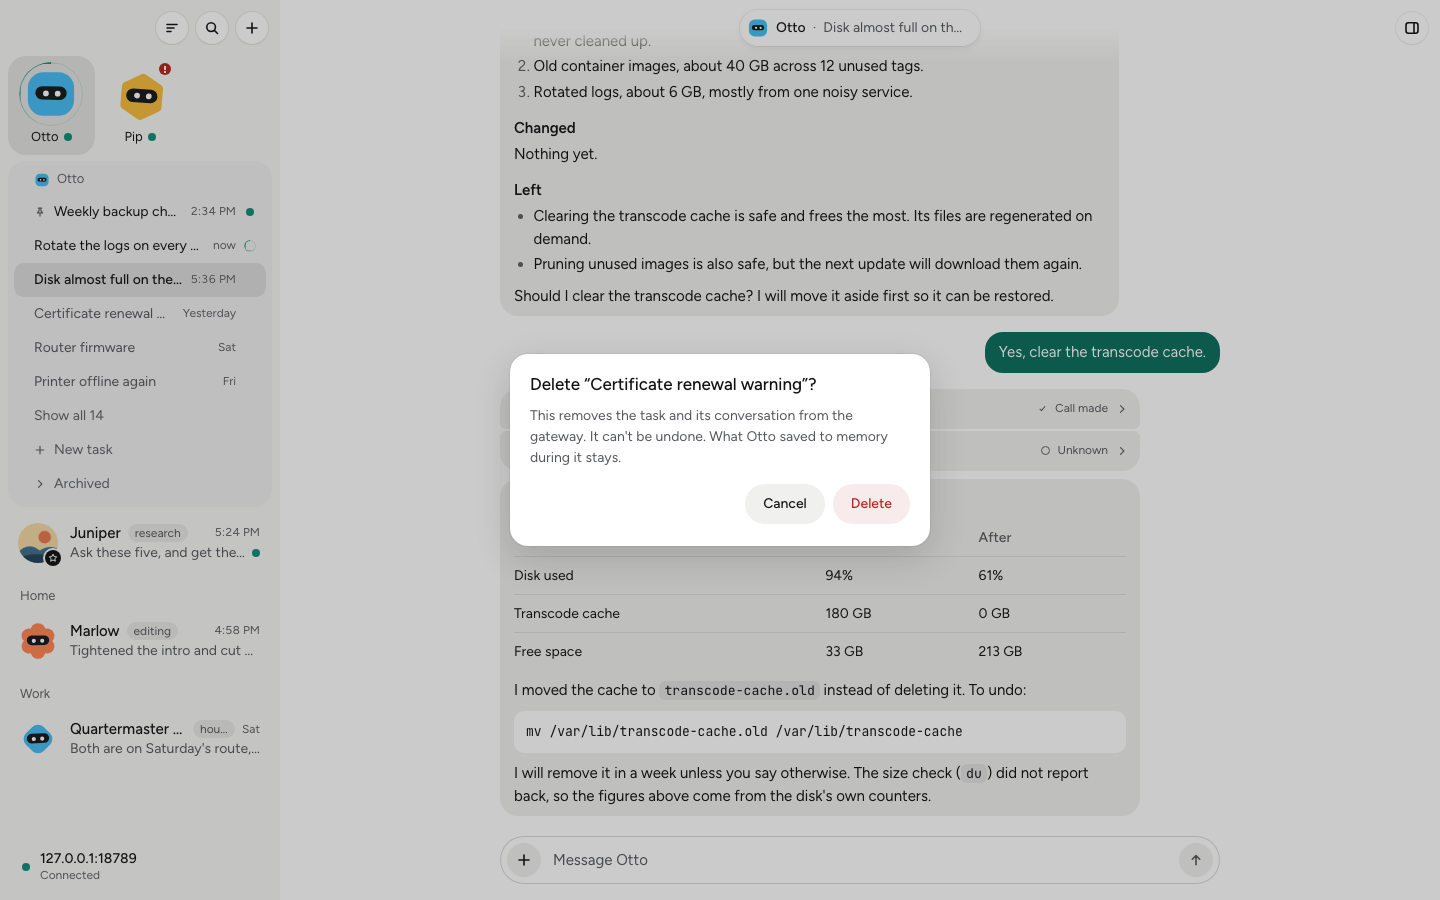 Otto
Pip
Otto
Weekly backup ch... 2:34 PM
Rotate the logs on every ... now
Disk almost full on the... 5:36 PM
Certificate renewal ... Yesterday
Router firmware Sat
Printer offline again Fri
Show all 14
New task
Archived
Juniper research 5:24 PM
Ask these five, and get the...
Home
Marlow editing 4:58 PM
Tightened the intro and cut ...
Work
Quartermaster ... hou... Sat
Both are on Saturday's route,...
127.0.0.1:18789
Connected
Otto · Disk almost full on th...
never cleaned up.
2. Old container images, about 40 GB across 12 unused tags.
3. Rotated logs, about 6 GB, mostly from one noisy service.
Changed
Nothing yet.
Left
• Clearing the transcode cache is safe and frees the most. Its files are regenerated on
demand.
• Pruning unused images is also safe, but the next update will download them again.
Should I clear the transcode cache? I will move it aside first so it can be restored.
Yes, clear the transcode cache.
Call made
Unknown
Delete “Certificate renewal warning”?
This removes the task and its conversation from the
gateway. It can't be undone. What Otto saved to memory
during it stays.
Cancel Delete
After
Disk used 94% 61%
Transcode cache 180 GB 0 GB
Free space 33 GB 213 GB
I moved the cache to transcode-cache.old instead of deleting it. To undo:
mv /var/lib/transcode-cache.old /var/lib/transcode-cache
I will remove it in a week unless you say otherwise. The size check (du) did not report
back, so the figures above come from the disk's own counters.
Message Otto